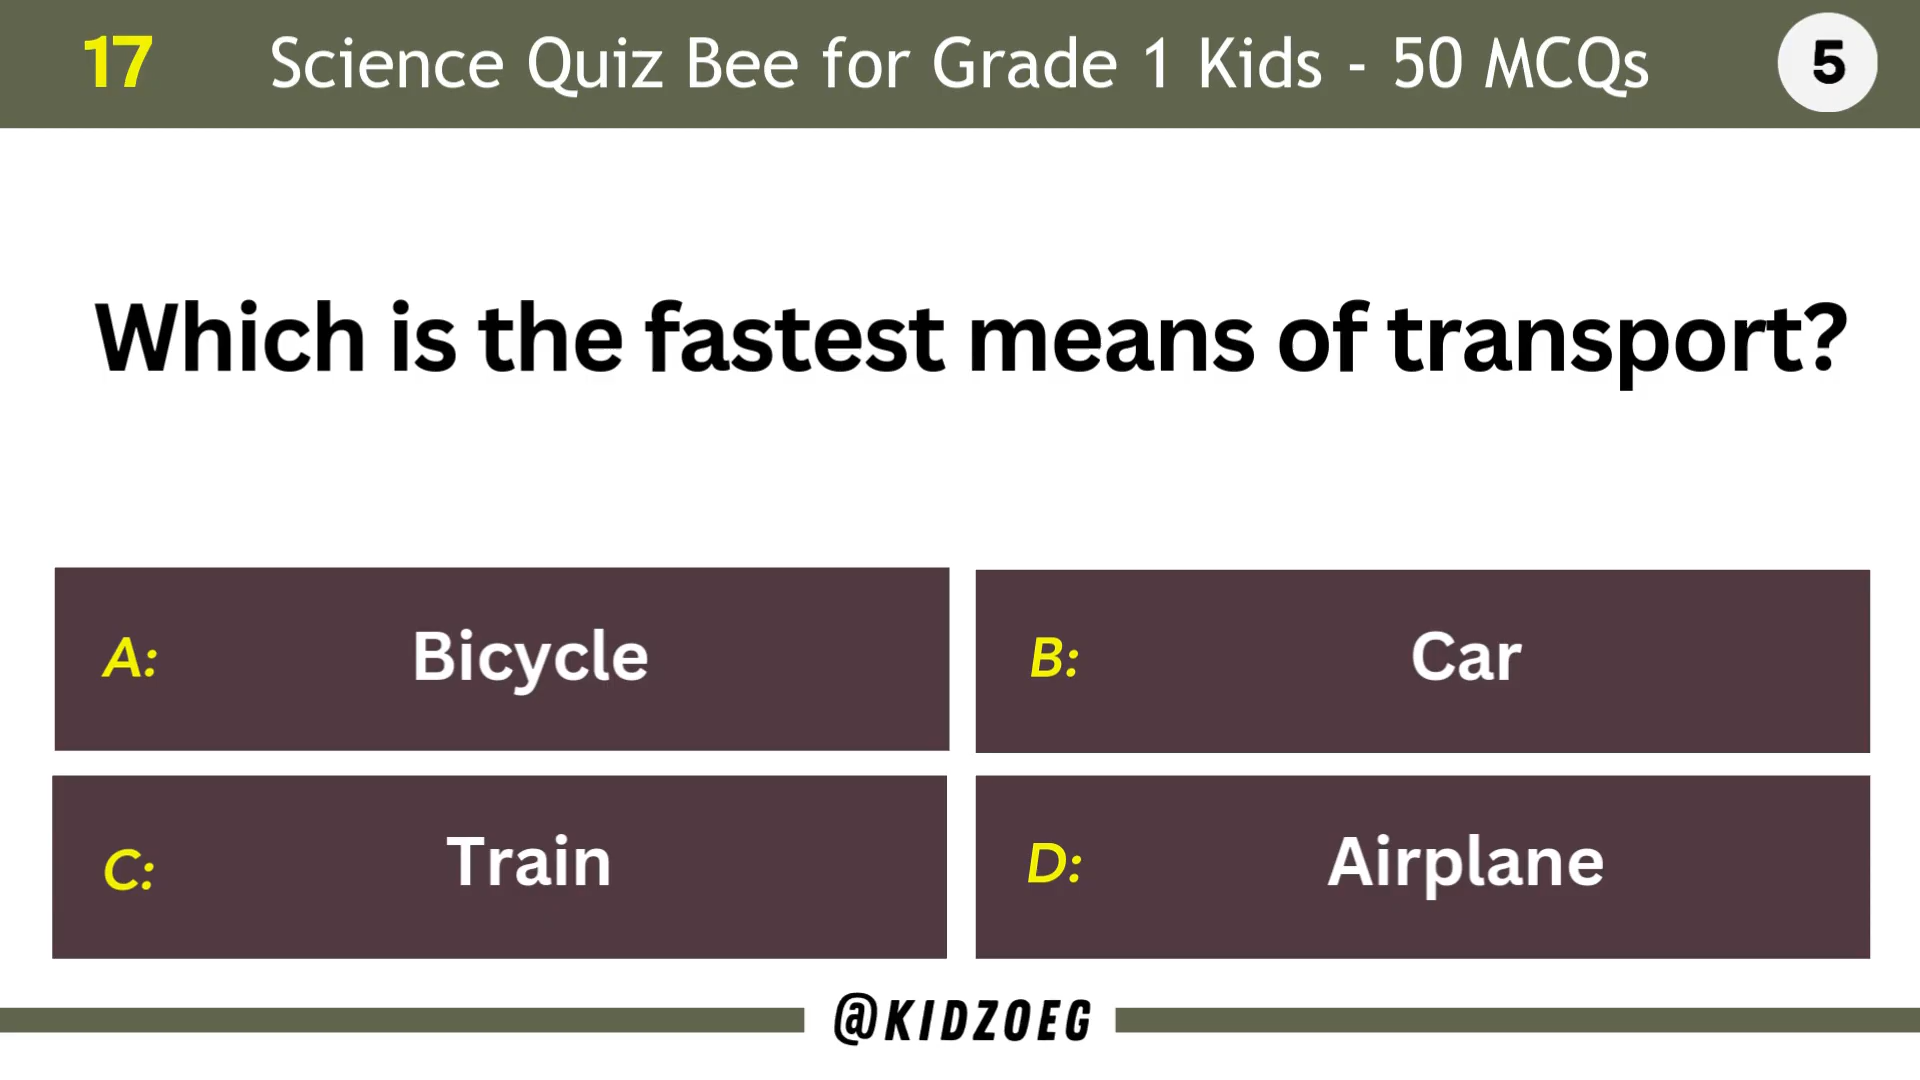 17
Science Quiz Bee for Grade 1 Kids - 50 MCQs
5
Which is the fastest means of transport?
A: Bicycle
B: Car
C: Train
D: Airplane
@KIDZOEG